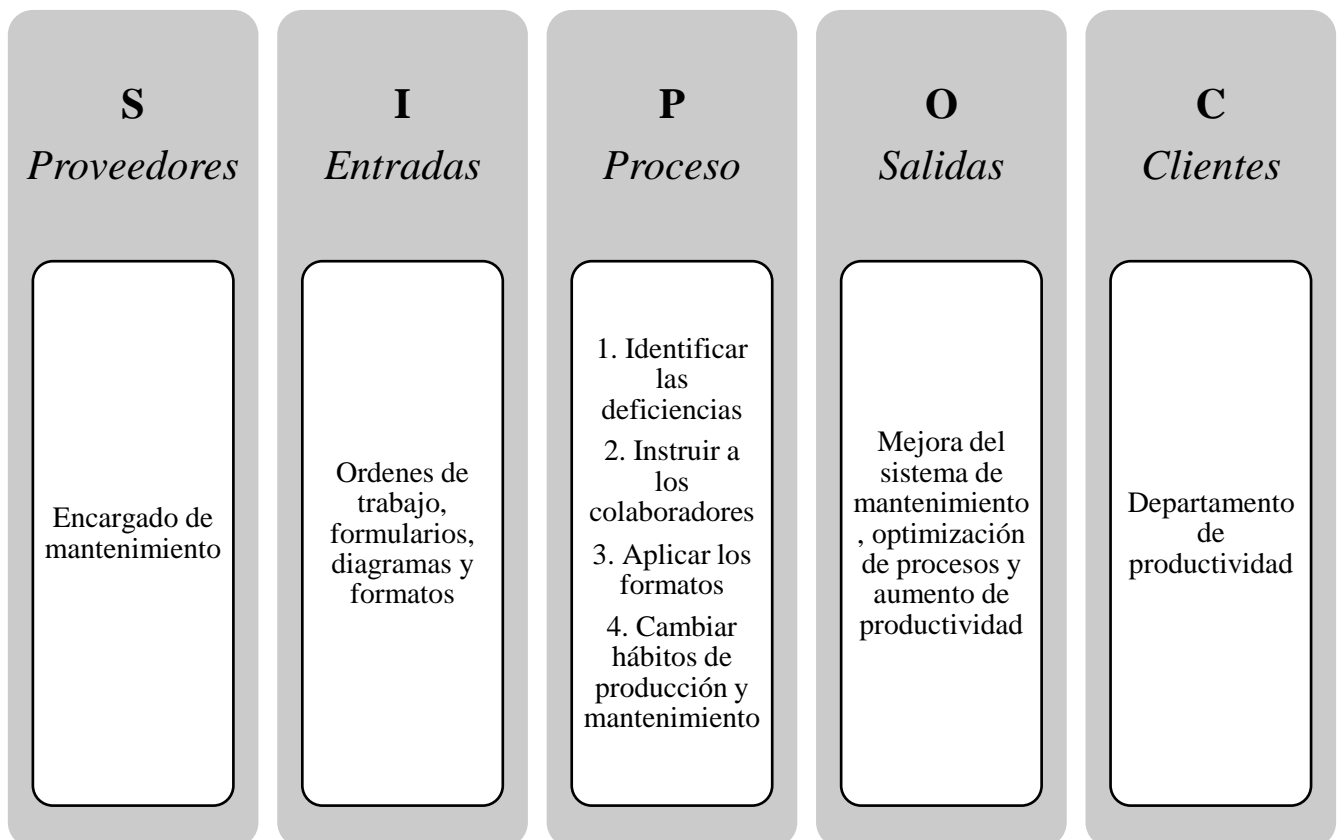 S
Proveedores
Encargado de
mantenimiento
I
Entradas
Ordenes de
trabajo,
formularios,
diagramas y
formatos
P
Proceso
1. Identificar
las
deficiencias
2. Instruir a
los
colaboradores
3. Aplicar los
formatos
4. Cambiar
hábitos de
producción y
mantenimiento
O
Salidas
Mejora del
sistema de
mantenimiento
, optimización
de procesos y
aumento de
productividad
C
Clientes
Departamento
de
productividad